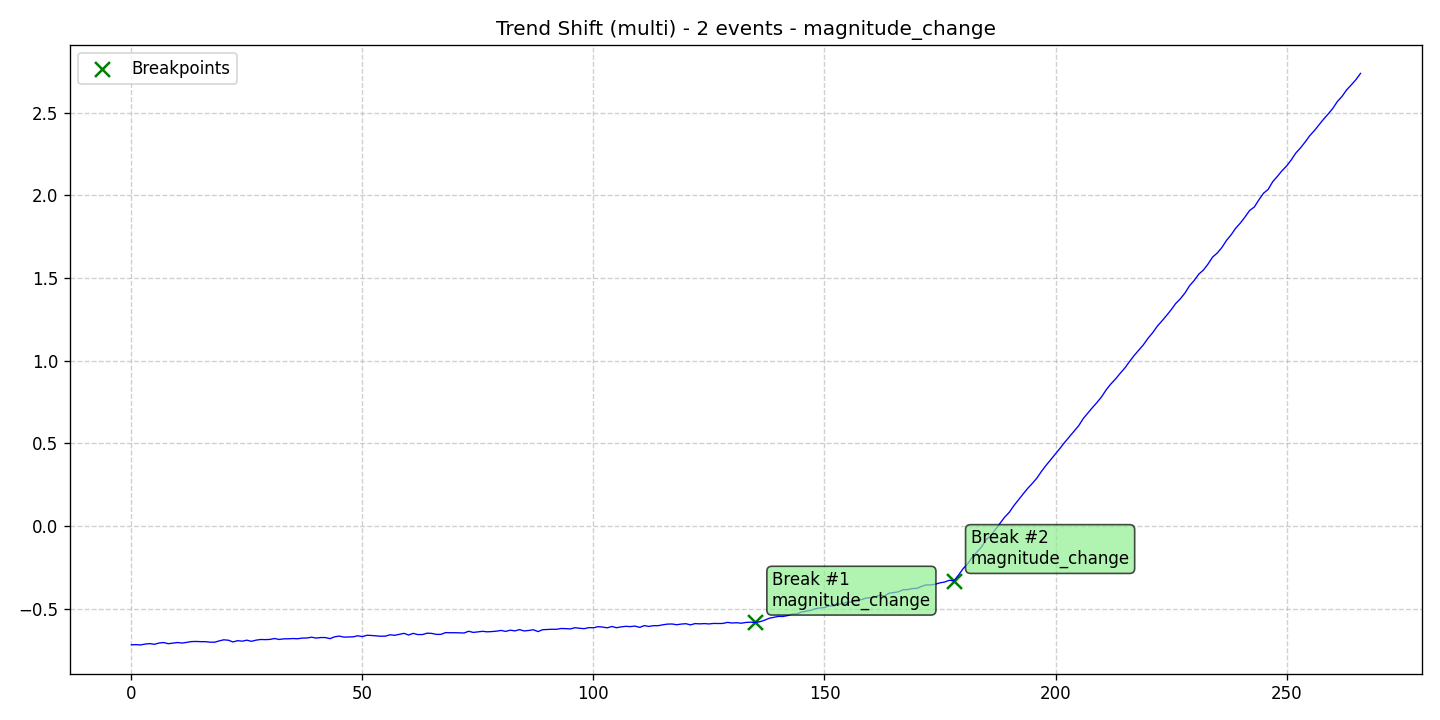 Trend Shift (multi) - 2 events - magnitude_change
Breakpoints
2.5
2.0
1.5
1.0
0.5
0.0
−0.5
Break #2
magnitude_change
Break #1
magnitude_change
0
50
100
150
200
250